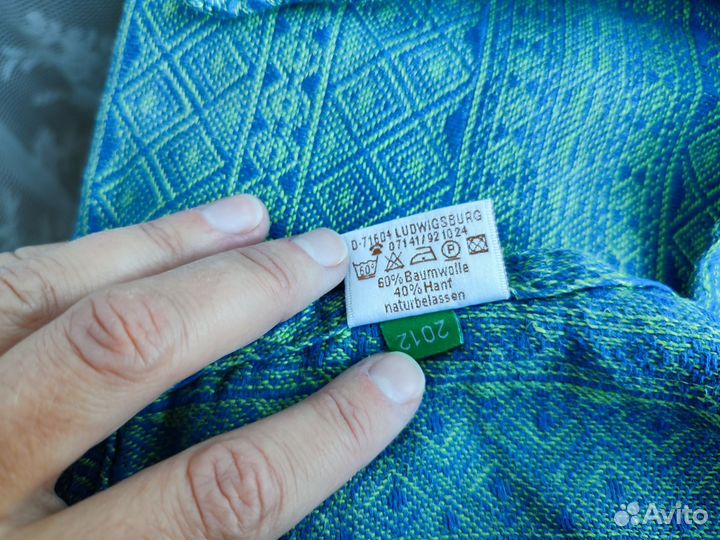 D-71604 LUDWIGSBURG
07141/921024
60°
60% Baumwolle
40% Hanf
naturbelassen
2012
Avito